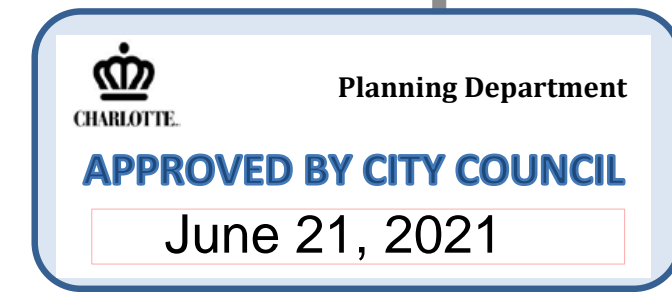 Planning Department
CHARLOTTE.
APPROVED BY CITY COUNCIL
June 21, 2021